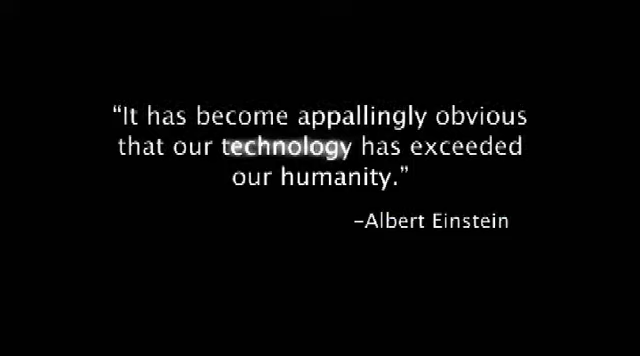 “It has become appallingly obvious
that our technology has exceeded
our humanity.”
–Albert Einstein